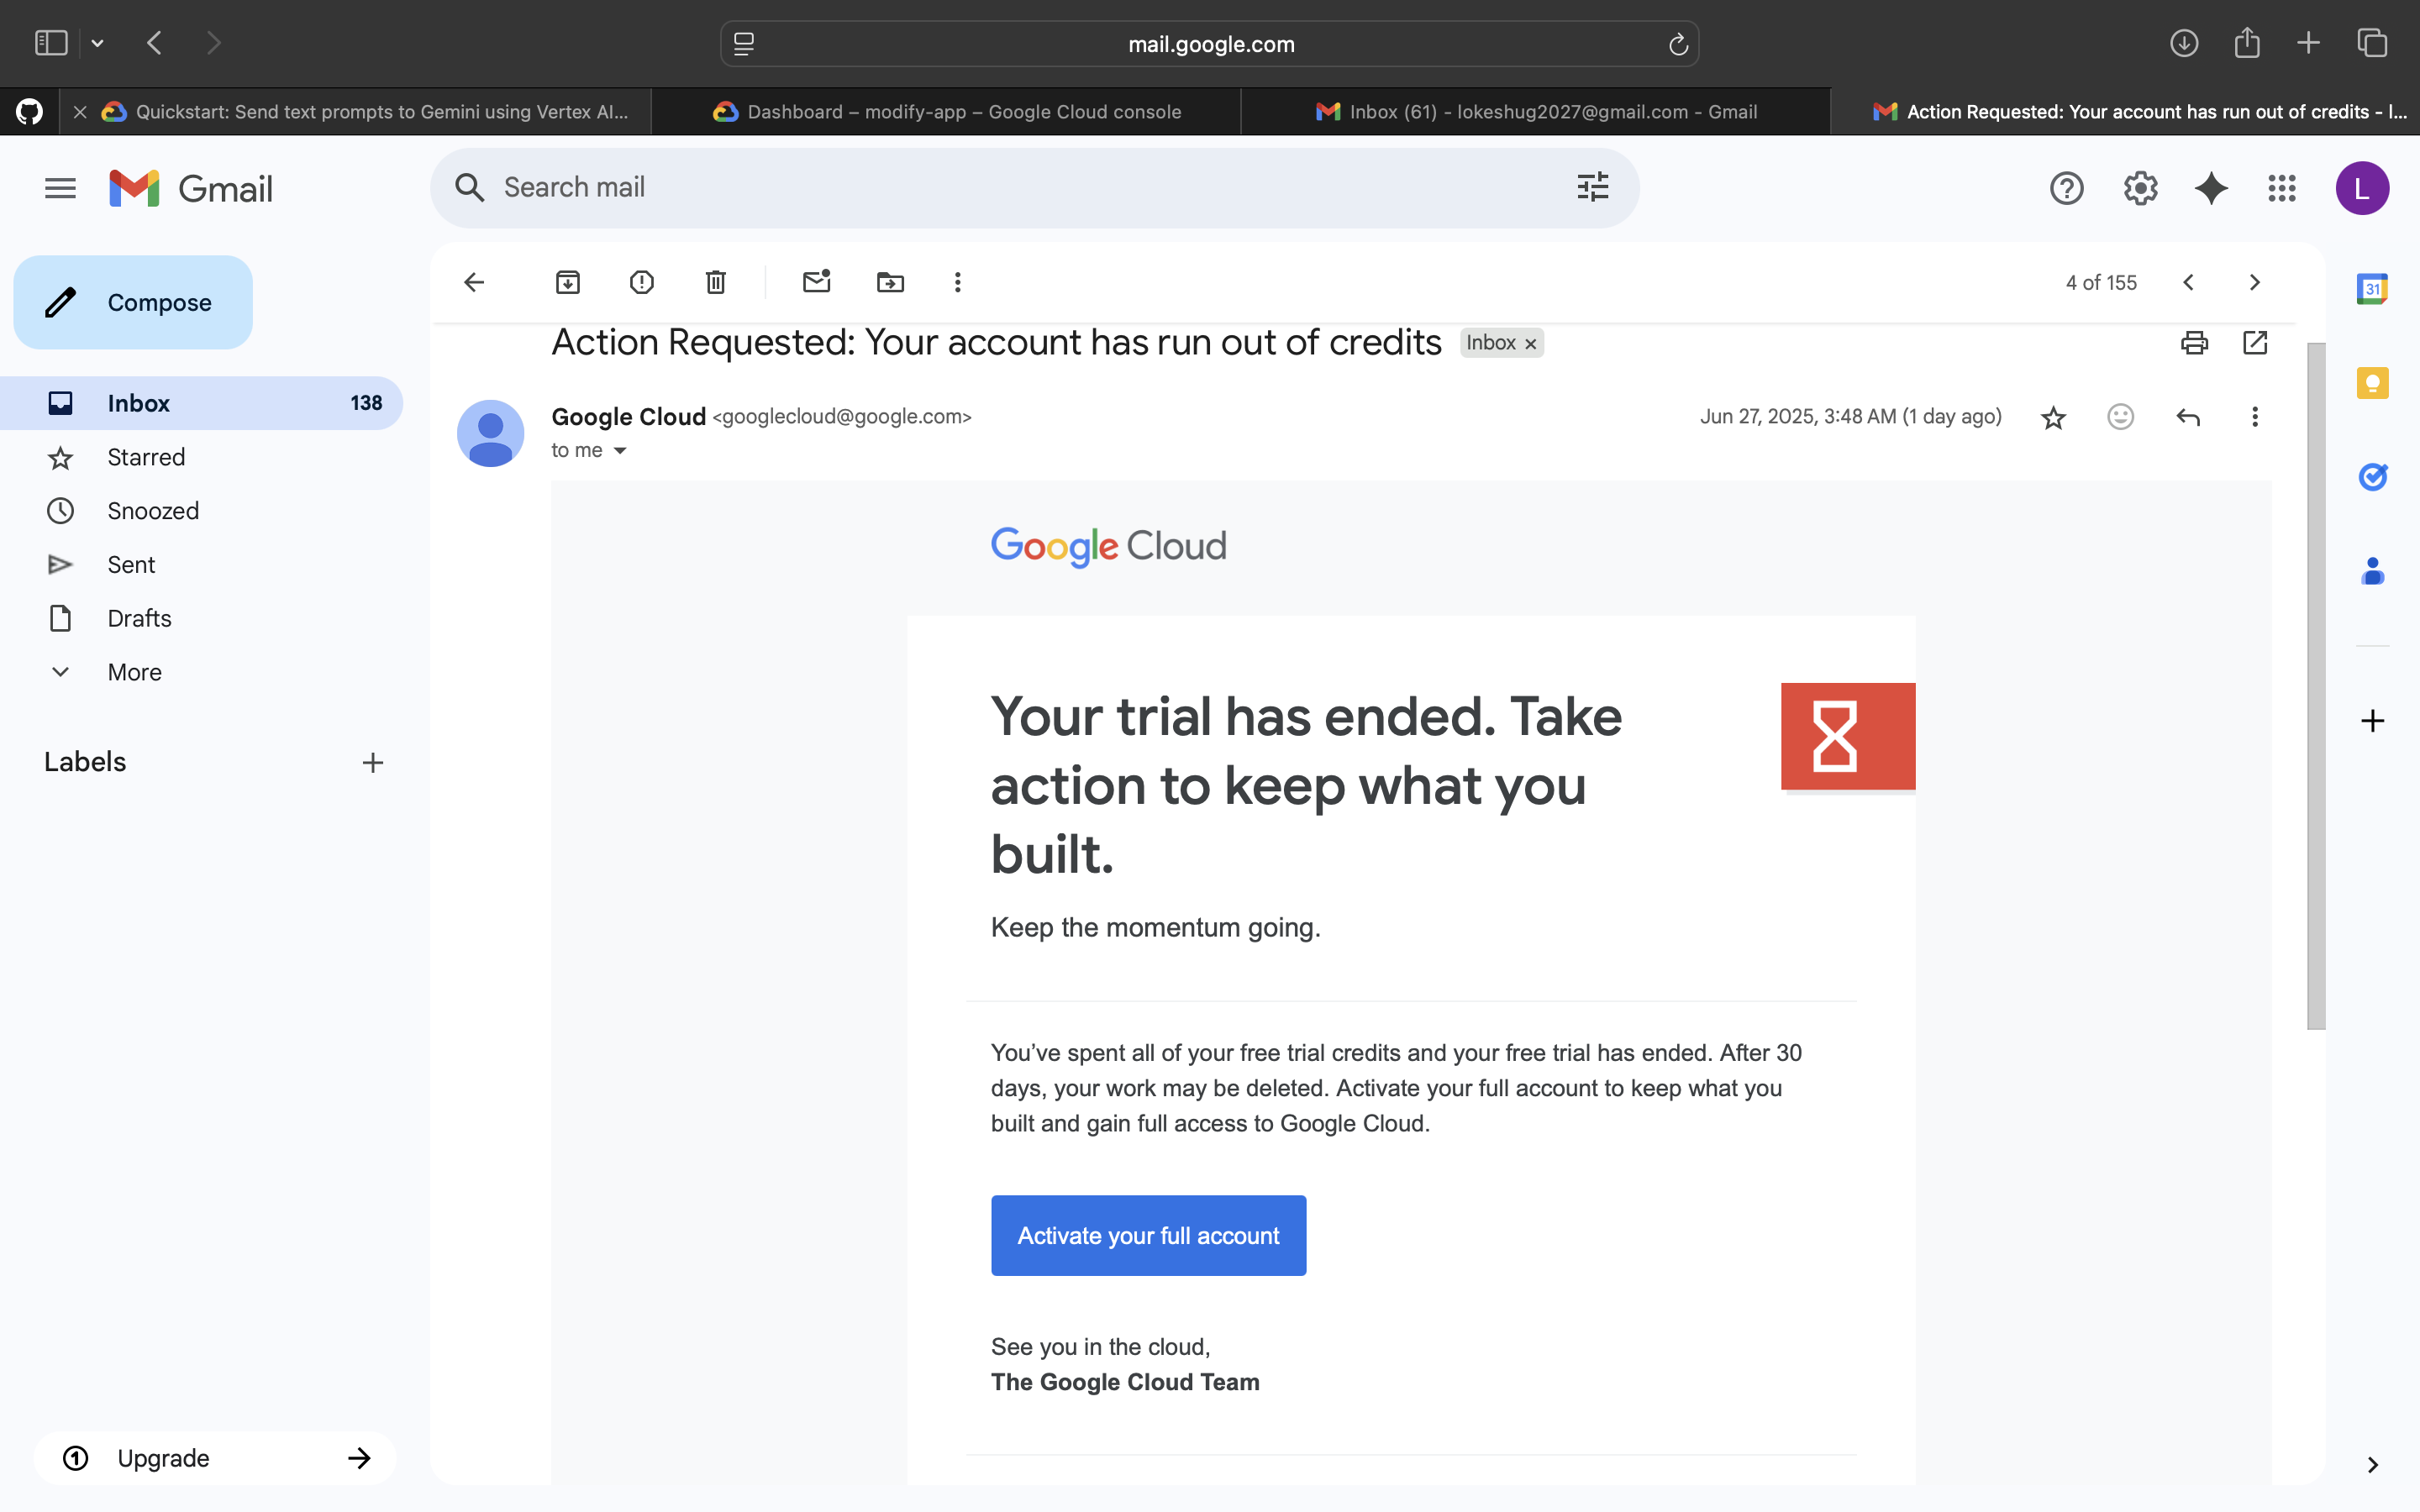 mail.google.com
Quickstart: Send text prompts to Gemini using Vertex AI...
Dashboard – modify-app – Google Cloud console
Inbox (61) - lokeshug2027@gmail.com - Gmail
Action Requested: Your account has run out of credits - l...
Gmail
Search mail
L
Compose
4 of 155
31
Action Requested: Your account has run out of credits
Inbox ×
Inbox 138
Google Cloud <googlecloud@google.com>
Jun 27, 2025, 3:48 AM (1 day ago)
to me
Starred
Snoozed
Sent
Drafts
More
Labels
Google Cloud
Your trial has ended. Take
action to keep what you
built.
Keep the momentum going.
You’ve spent all of your free trial credits and your free trial has ended. After 30
days, your work may be deleted. Activate your full account to keep what you
built and gain full access to Google Cloud.
Activate your full account
See you in the cloud,
The Google Cloud Team
1 Upgrade